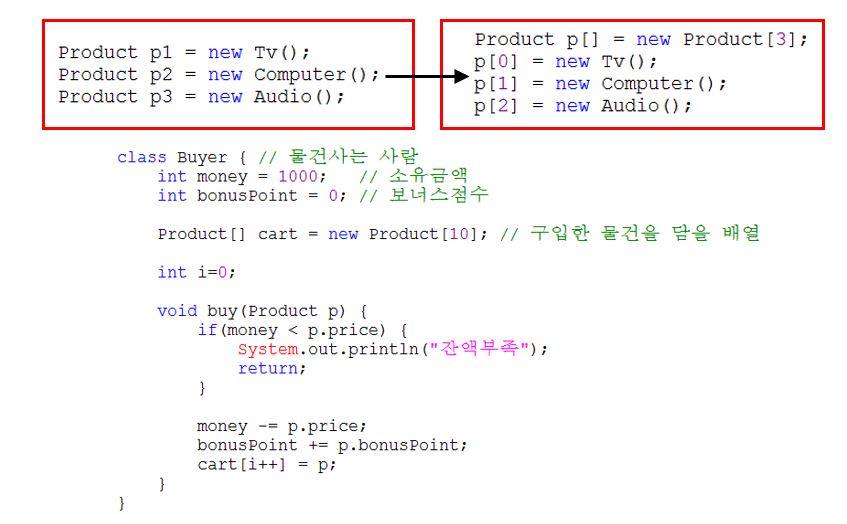 Product p1 = new Tv();
Product p2 = new Computer();
Product p3 = new Audio();
Product p[] = new Product[3];
p[0] = new Tv();
p[1] = new Computer();
p[2] = new Audio();
class Buyer { // 물건사는 사람
int money = 1000; // 소유금액
int bonusPoint = 0; // 보너스점수
Product[] cart = new Product[10]; // 구입한 물건을 담을 배열
int i=0;
void buy(Product p) {
if(money < p.price) {
System.out.println("잔액부족");
return;
}
money -= p.price;
bonusPoint += p.bonusPoint;
cart[i++] = p;
}
}